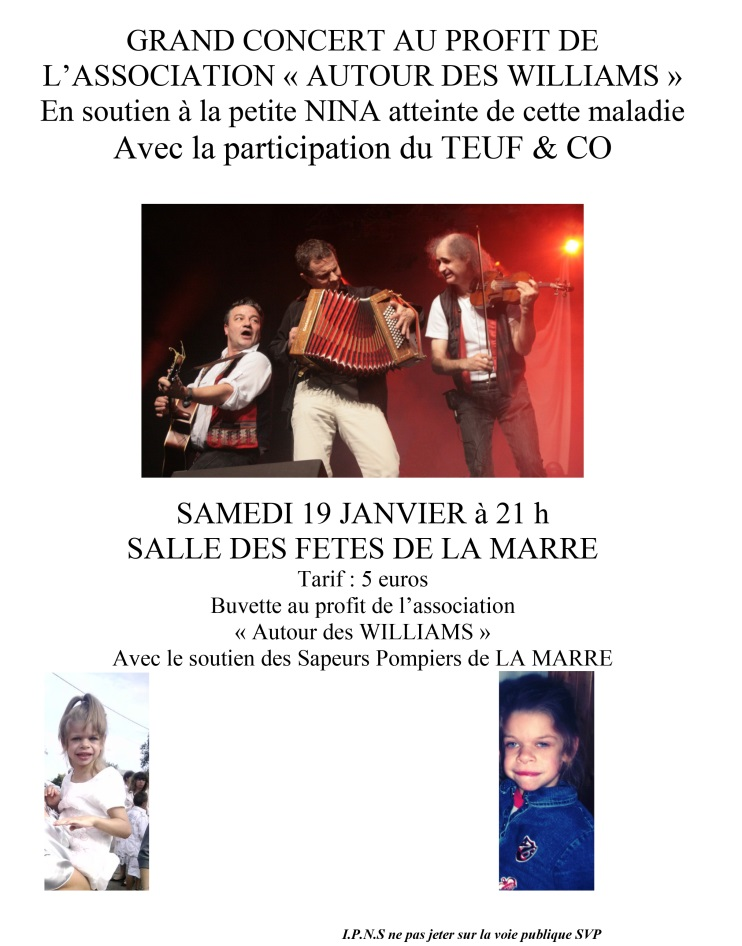 GRAND CONCERT AU PROFIT DE
L’ASSOCIATION « AUTOUR DES WILLIAMS »
En soutien à la petite NINA atteinte de cette maladie
Avec la participation du TEUF & CO
SAMEDI 19 JANVIER à 21 h
SALLE DES FETES DE LA MARRE
Tarif : 5 euros
Buvette au profit de l’association
« Autour des WILLIAMS »
Avec le soutien des Sapeurs Pompiers de LA MARRE
I.P.N.S ne pas jeter sur la voie publique SVP